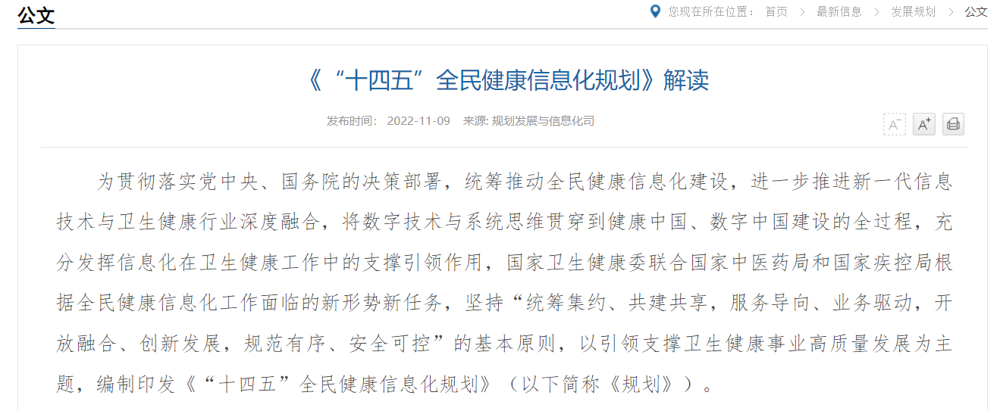 公文
您现在所在位置： 首页 > 最新信息 > 发展规划 > 公文
《“十四五”全民健康信息化规划》解读
发布时间： 2022-11-09 来源: 规划发展与信息化司
A− A+
为贯彻落实党中央、国务院的决策部署，统筹推动全民健康信息化建设，进一步推进新一代信息
技术与卫生健康行业深度融合，将数字技术与系统思维贯穿到健康中国、数字中国建设的全过程，充
分发挥信息化在卫生健康工作中的支撑引领作用，国家卫生健康委联合国家中医药局和国家疾控局根
据全民健康信息化工作面临的新形势新任务，坚持“统筹集约、共建共享，服务导向、业务驱动，开
放融合、创新发展，规范有序、安全可控”的基本原则，以引领支撑卫生健康事业高质量发展为主
题，编制印发《“十四五”全民健康信息化规划》（以下简称《规划》）。